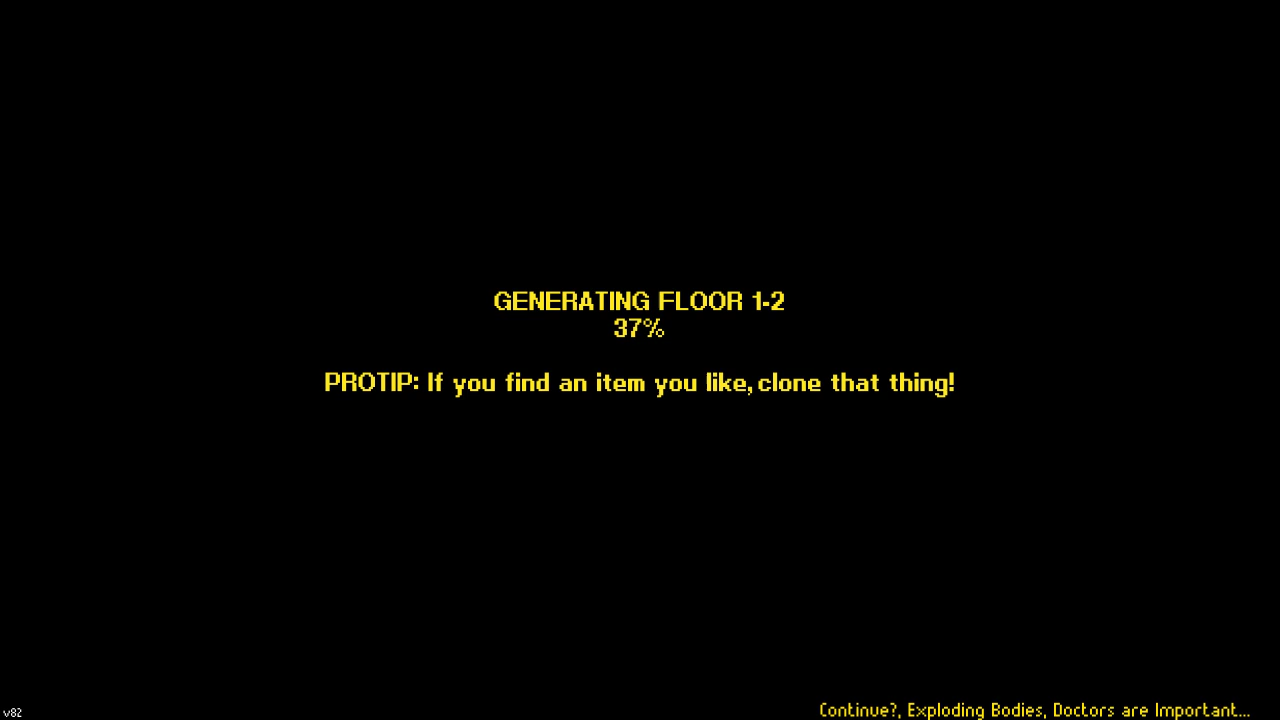 GENERATING FLOOR 1-2
37%
PROTIP: If you find an item you like, clone that thing!
v82
Continue?, Exploding Bodies, Doctors are Important...